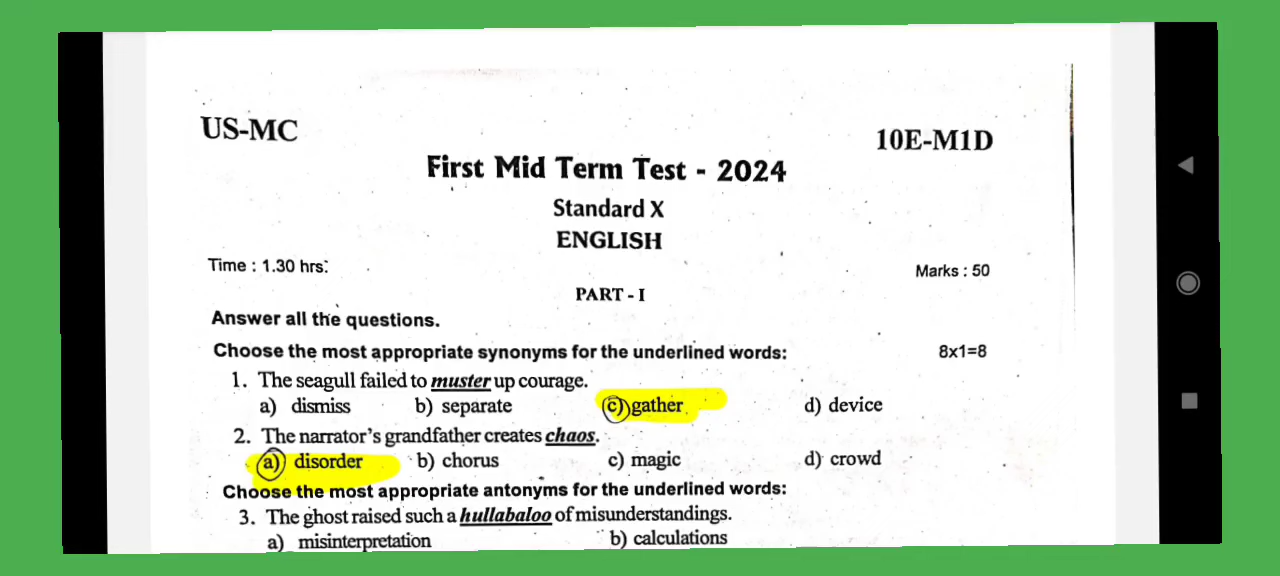 US-MC
10E-M1D
First Mid Term Test - 2024
Standard X
ENGLISH
Time : 1.30 hrs.
Marks : 50
PART - I
Answer all the questions.
Choose the most appropriate synonyms for the underlined words: 8x1=8
1. The seagull failed to muster up courage.
a) dismiss b) separate c) gather d) device
2. The narrator's grandfather creates chaos.
a) disorder b) chorus c) magic d) crowd
Choose the most appropriate antonyms for the underlined words:
3. The ghost raised such a hullabaloo of misunderstandings.
a) misinterpretation b) calculations